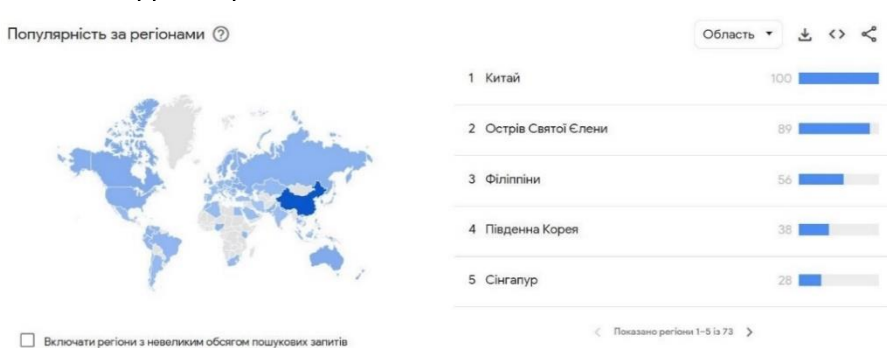 Популярність за регіонами
Область
1 Китай 100
2 Острів Святої Єлени 89
3 Філіппіни 56
4 Південна Корея 38
5 Сінгапур 28
Включати регіони з невеликим обсягом пошукових запитів
Показано регіони 1–5 із 73